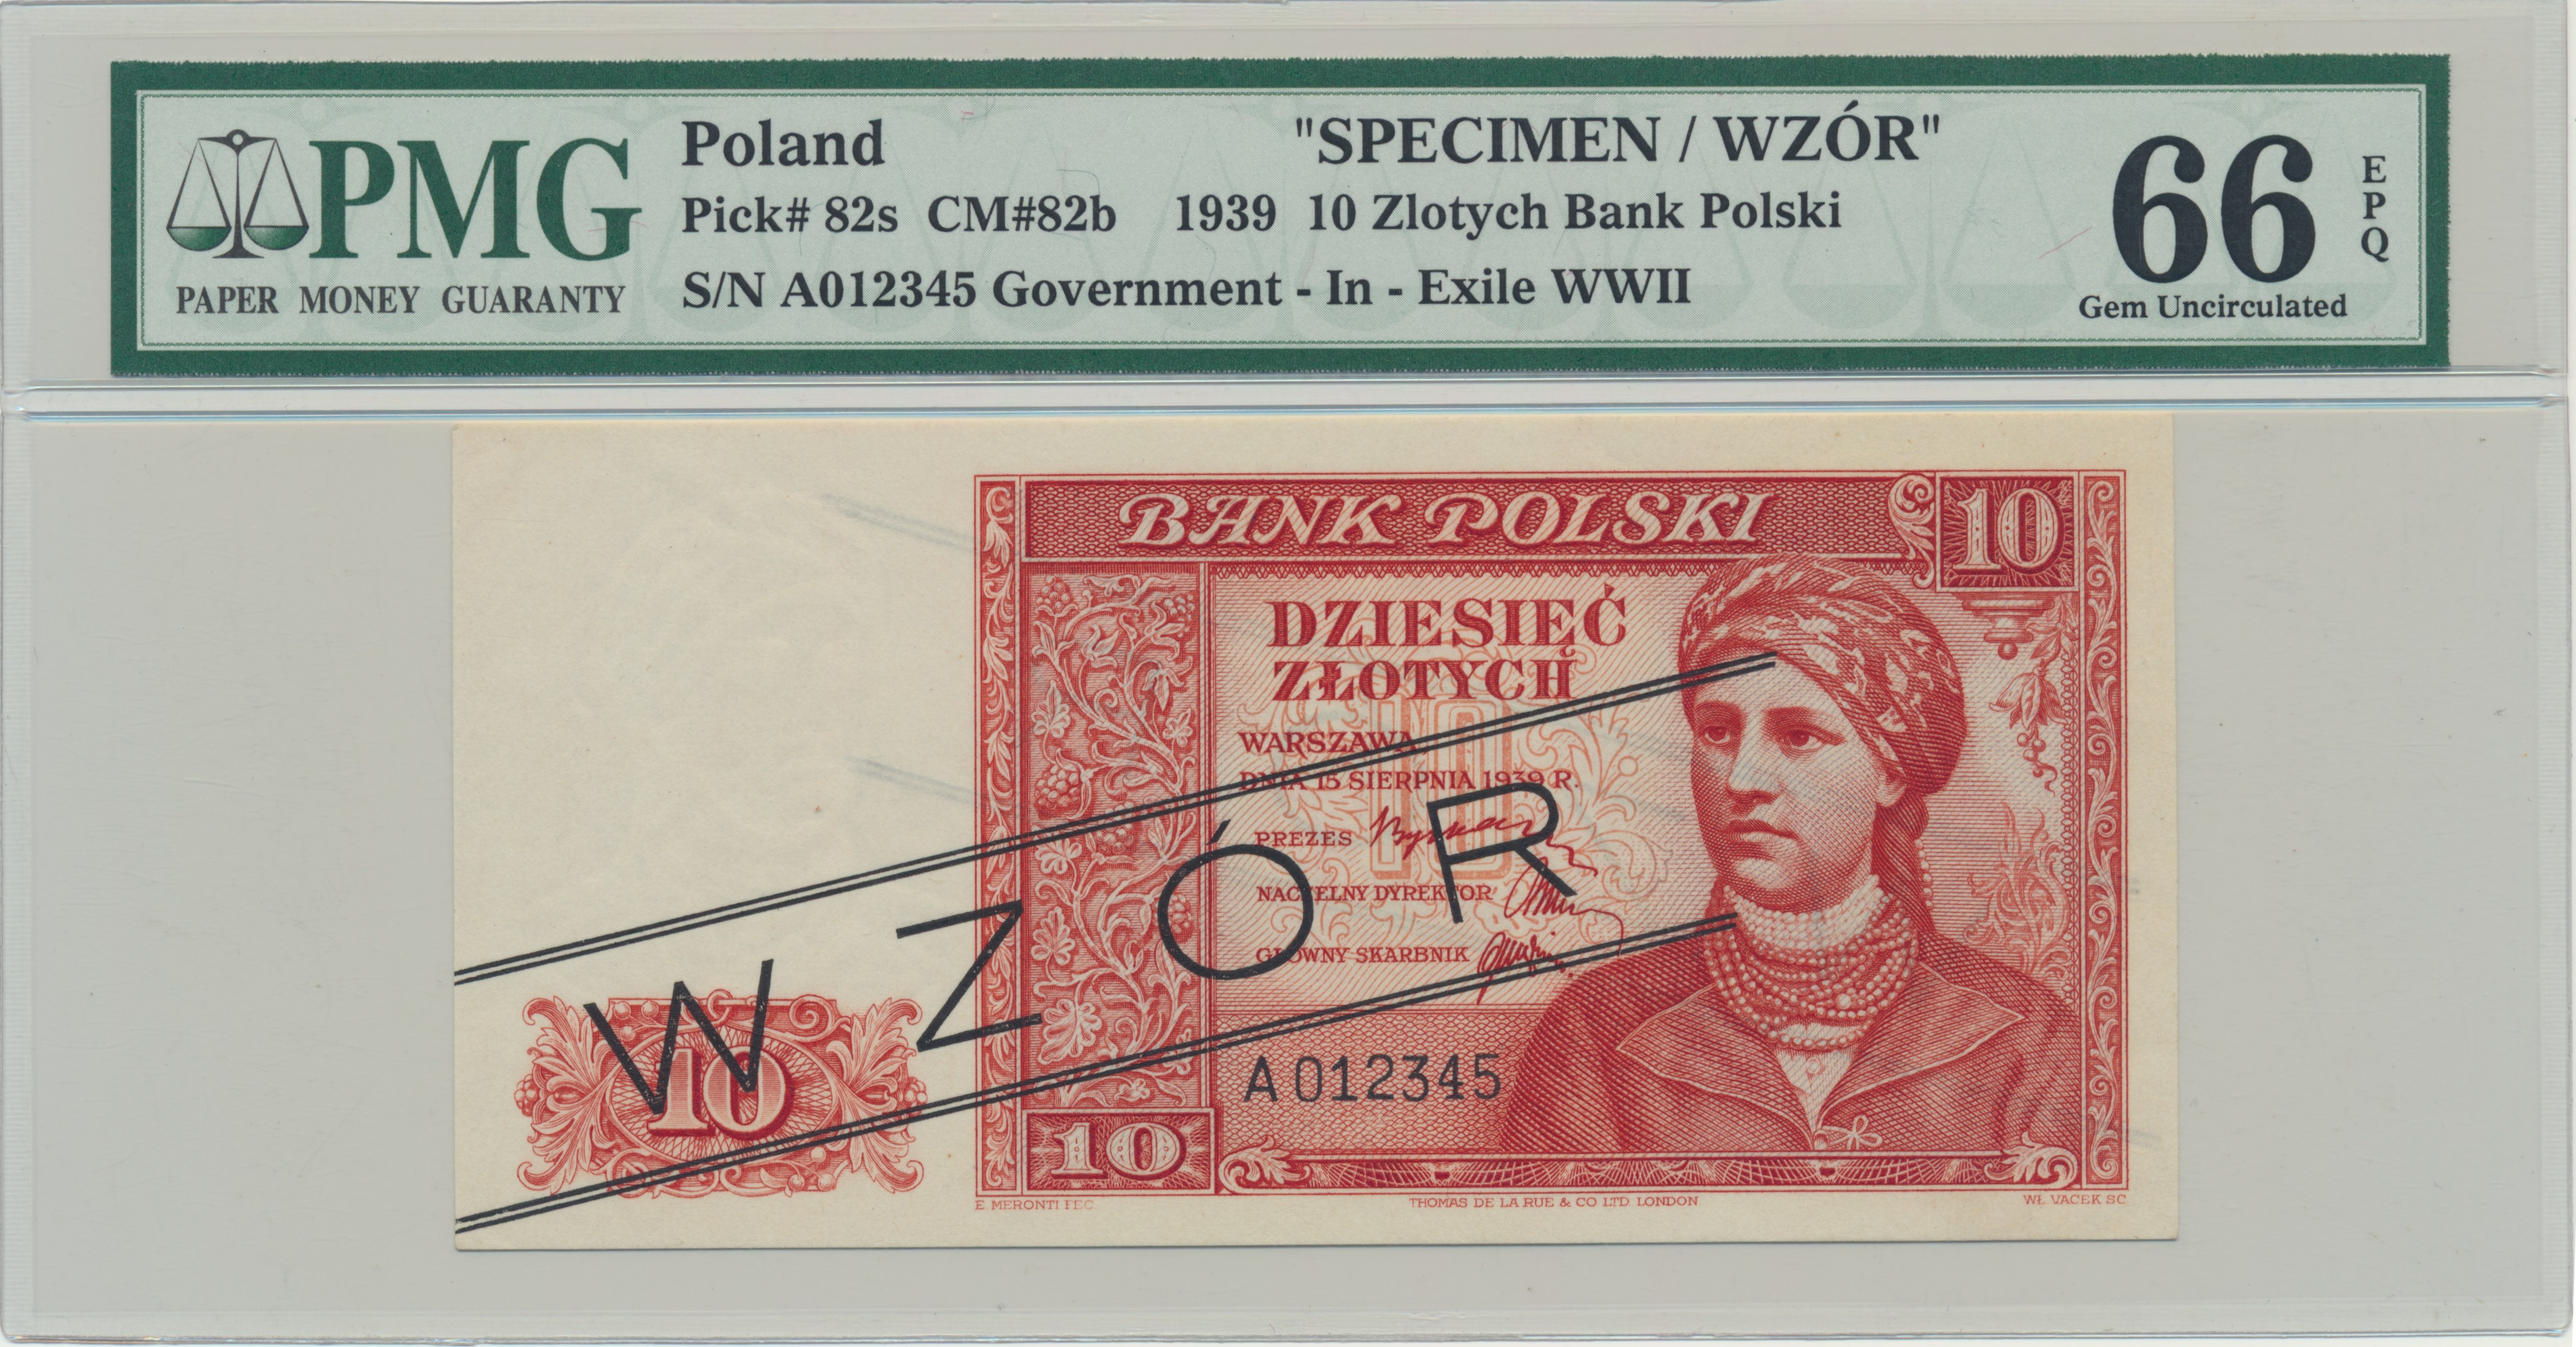 PMG
PAPER MONEY GUARANTY
Poland "SPECIMEN / WZÓR"
Pick# 82s CM#82b 1939 10 Zlotych Bank Polski
S/N A012345 Government - In - Exile WWII
66
EPQ
Gem Uncirculated
BANK POLSKI
10
DZIESIĘĆ
ZŁOTYCH
WARSZAWA
DNIA 15 SIERPNIA 1939 R.
PREZES
NACZELNY DYREKTOR
GŁÓWNY SKARBNIK
WZÓR
10
A 012345
10
E. MERONTI FEC.
THOMAS DE LA RUE & CO LTD. LONDON
WŁ. VACEK SC.